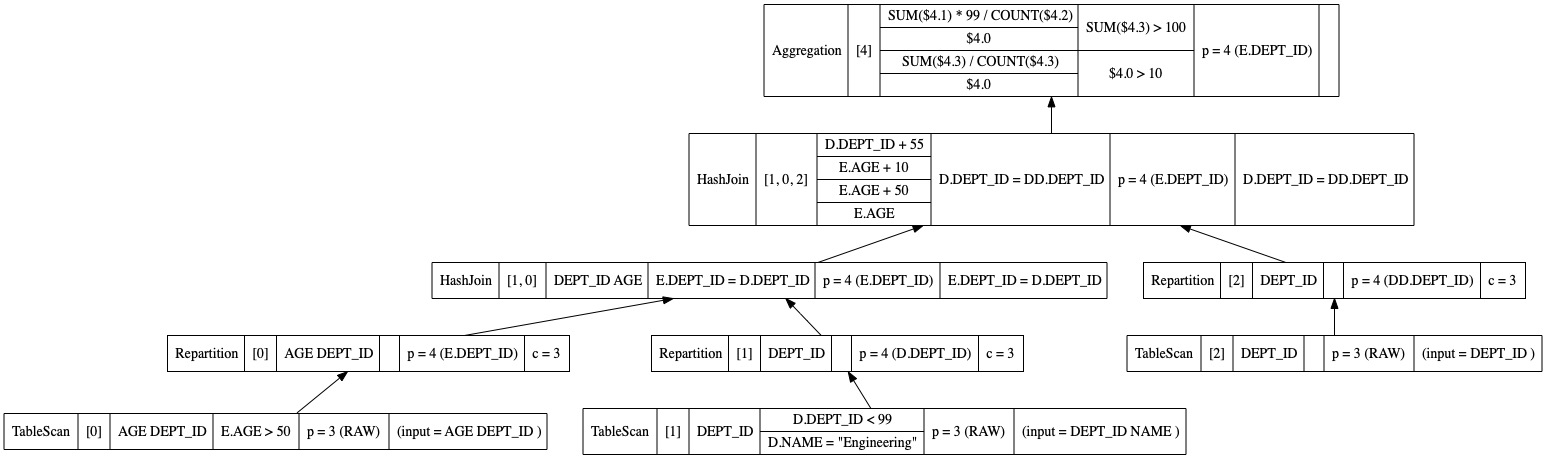 Aggregation [4] SUM($4.1) * 99 / COUNT($4.2) $4.0 SUM($4.3) / COUNT($4.3) $4.0 SUM($4.3) > 100 $4.0 > 10 p = 4 (E.DEPT_ID)
HashJoin [1, 0, 2] D.DEPT_ID + 55 E.AGE + 10 E.AGE + 50 E.AGE D.DEPT_ID = DD.DEPT_ID p = 4 (E.DEPT_ID) D.DEPT_ID = DD.DEPT_ID
HashJoin [1, 0] DEPT_ID AGE E.DEPT_ID = D.DEPT_ID p = 4 (E.DEPT_ID) E.DEPT_ID = D.DEPT_ID
Repartition [2] DEPT_ID p = 4 (DD.DEPT_ID) c = 3
Repartition [0] AGE DEPT_ID p = 4 (E.DEPT_ID) c = 3
Repartition [1] DEPT_ID p = 4 (D.DEPT_ID) c = 3
TableScan [2] DEPT_ID p = 3 (RAW) (input = DEPT_ID )
TableScan [0] AGE DEPT_ID E.AGE > 50 p = 3 (RAW) (input = AGE DEPT_ID )
TableScan [1] DEPT_ID D.DEPT_ID < 99 D.NAME = "Engineering" p = 3 (RAW) (input = DEPT_ID NAME )